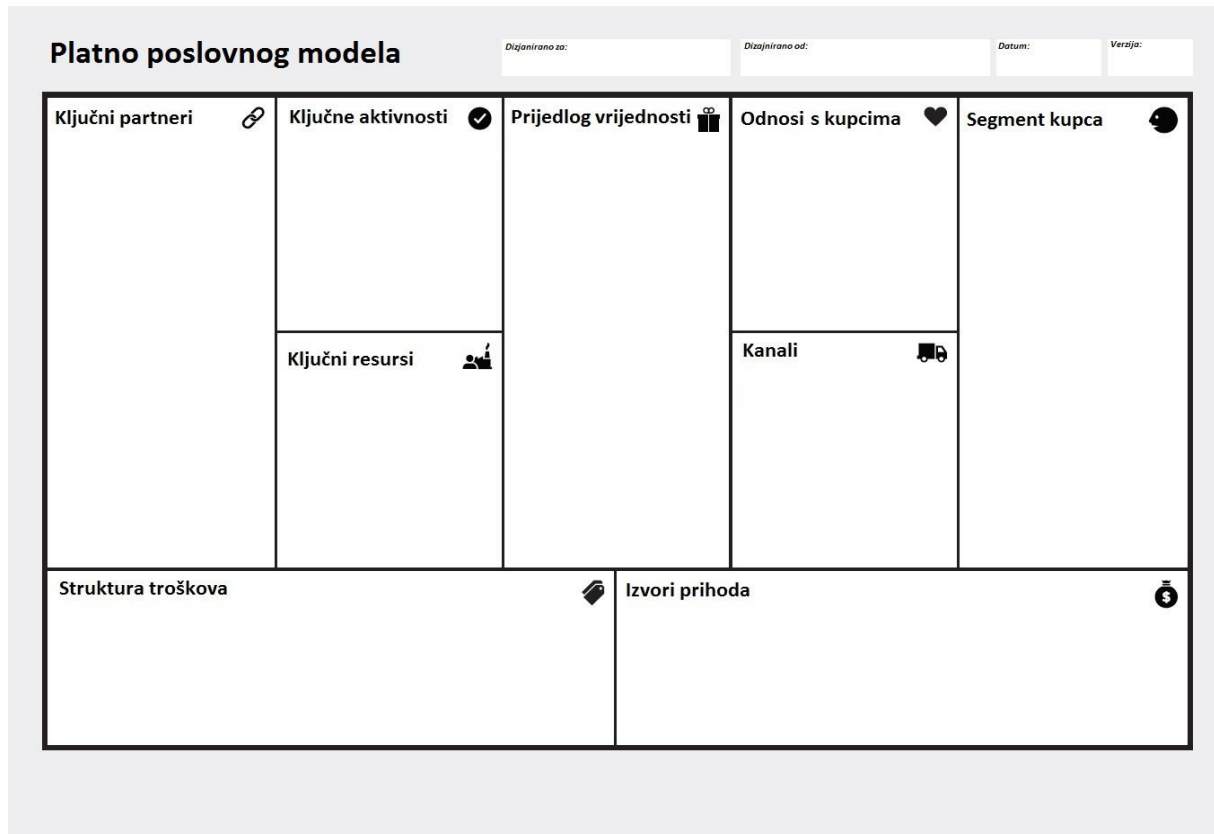 Platno poslovnog modela
Dizjanirano za:
Dizajnirano od:
Datum:
Verzija:
Ključni partneri
Ključne aktivnosti
Prijedlog vrijednosti
Odnosi s kupcima
Segment kupca
Ključni resursi
Kanali
Struktura troškova
Izvori prihoda
$